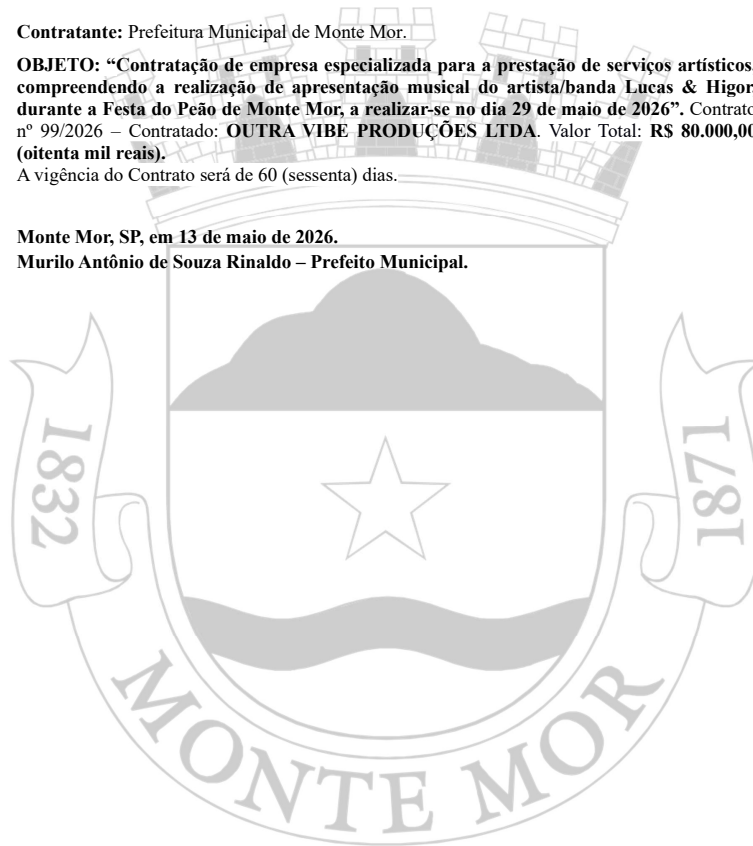 Contratante: Prefeitura Municipal de Monte Mor.
OBJETO: “Contratação de empresa especializada para a prestação de serviços artísticos,
compreendendo a realização de apresentação musical do artista/banda Lucas & Higor
durante a Festa do Peão de Monte Mor, a realizar-se no dia 29 de maio de 2026”. Contrato
nº 99/2026 – Contratado: OUTRA VIBE PRODUÇÕES LTDA. Valor Total: R$ 80.000,00
(oitenta mil reais).
A vigência do Contrato será de 60 (sessenta) dias.
Monte Mor, SP, em 13 de maio de 2026.
Murilo Antônio de Souza Rinaldo – Prefeito Municipal.
1832
1871
MONTE MOR